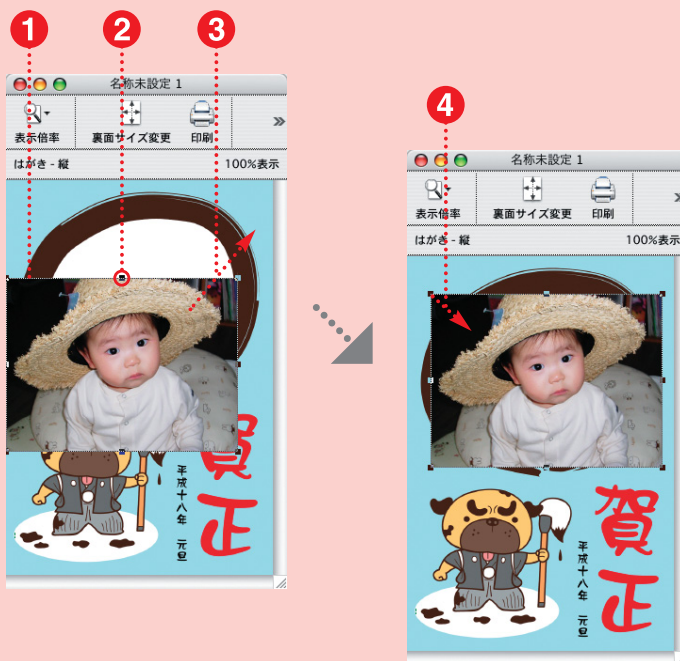 1 2 3
名称未設定 1
表示倍率 裏面サイズ変更 印刷 »
はがき - 縦 100%表示
賀正
平成十八年 元旦
4
名称未設定 1
表示倍率 裏面サイズ変更 印刷 »
はがき - 縦 100%表示
賀正
平成十八年 元旦